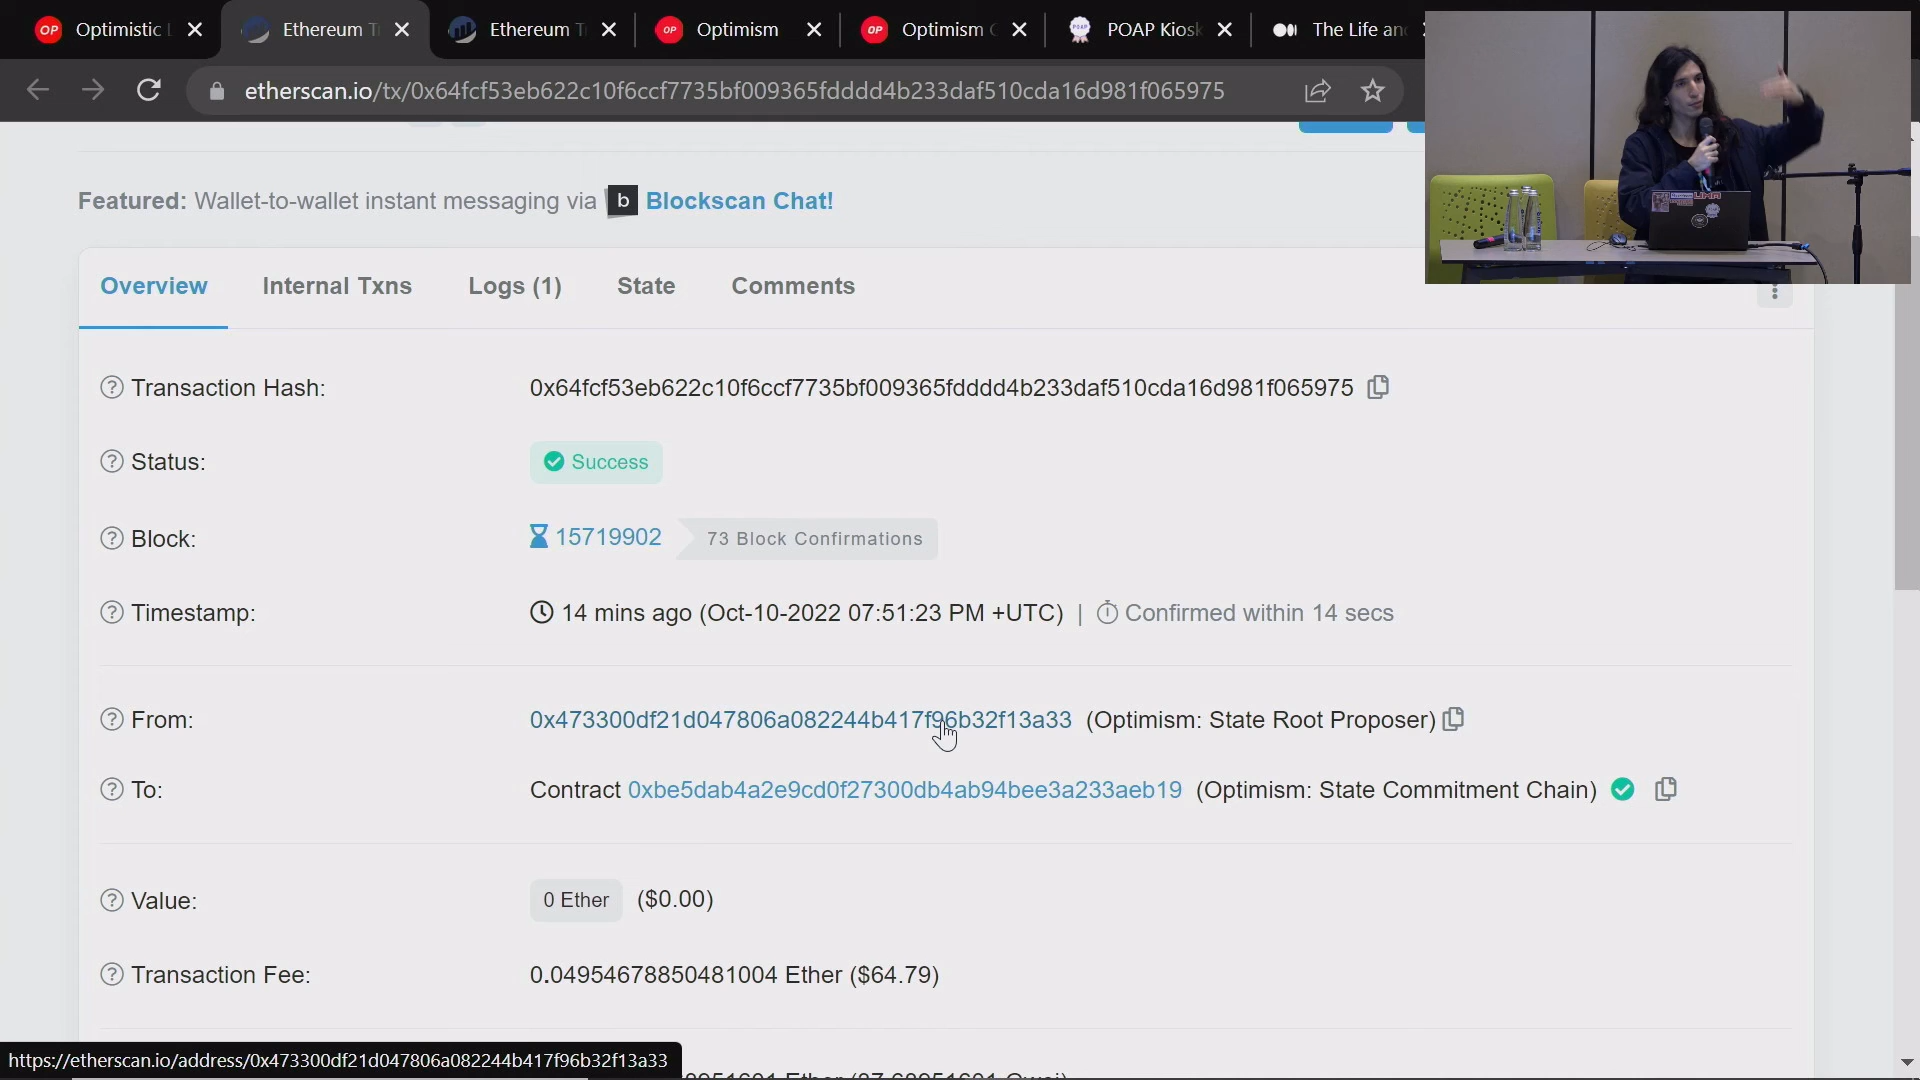 Optimistic
Ethereum T
Ethereum T
Optimism
Optimism
POAP Kiosk
The Life an
etherscan.io/tx/0x64fcf53eb622c10f6ccf7735bf009365fdddd4b233daf510cda16d981f065975
Featured: Wallet-to-wallet instant messaging via b Blockscan Chat!
Overview
Internal Txns
Logs (1)
State
Comments
Transaction Hash:
0x64fcf53eb622c10f6ccf7735bf009365fdddd4b233daf510cda16d981f065975
Status:
Success
Block:
15719902
73 Block Confirmations
Timestamp:
14 mins ago (Oct-10-2022 07:51:23 PM +UTC) | Confirmed within 14 secs
From:
0x473300df21d047806a082244b417f96b32f13a33 (Optimism: State Root Proposer)
To:
Contract 0xbe5dab4a2e9cd0f27300db4ab94bee3a233aeb19 (Optimism: State Commitment Chain)
Value:
0 Ether ($0.00)
Transaction Fee:
0.04954678850481004 Ether ($64.79)
https://etherscan.io/address/0x473300df21d047806a082244b417f96b32f13a33